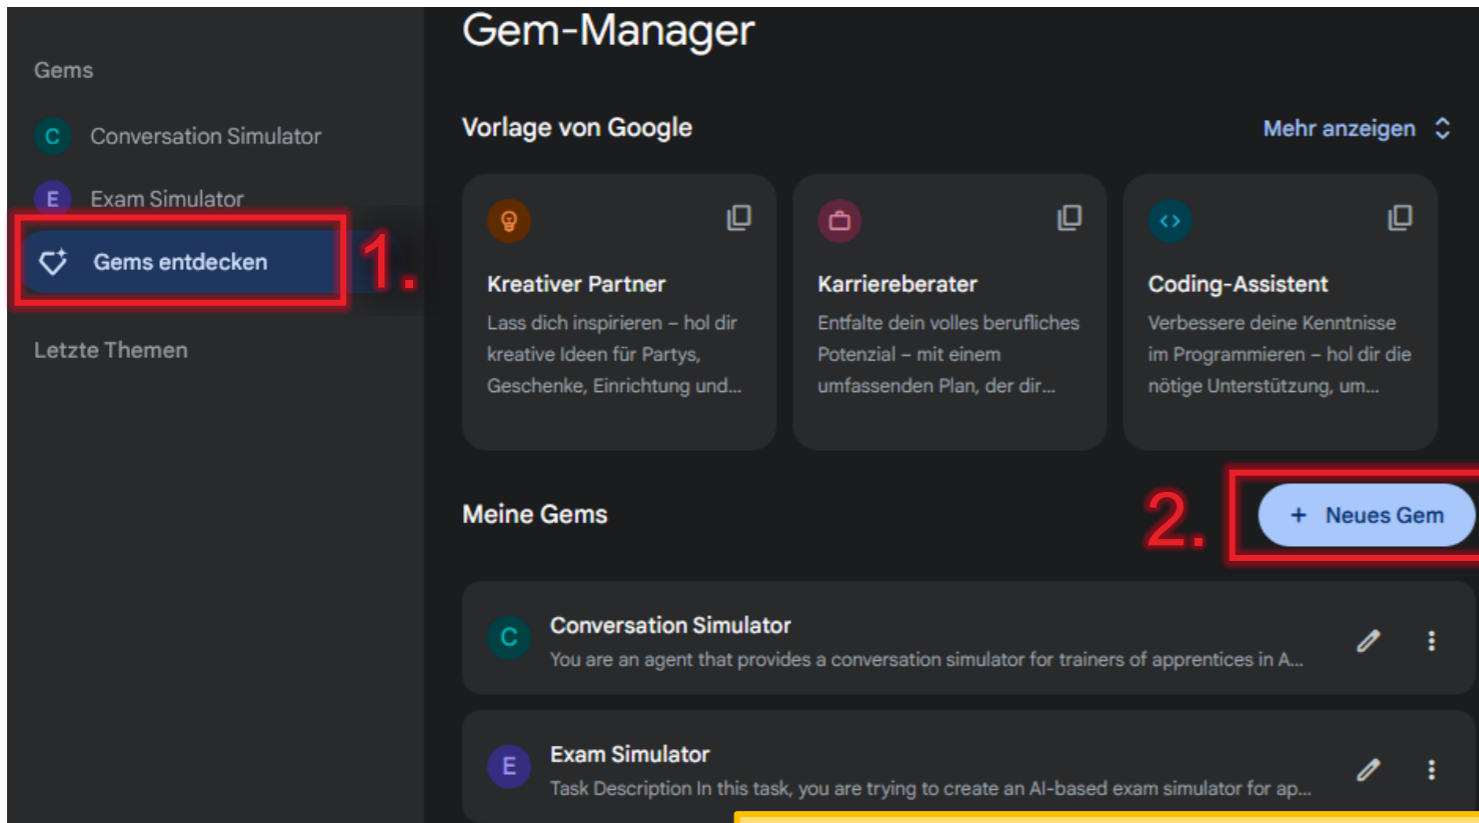 Gem-Manager
Gems
C Conversation Simulator
E Exam Simulator
Gems entdecken
1.
Letzte Themen
Vorlage von Google
Mehr anzeigen
Kreativer Partner
Lass dich inspirieren – hol dir
kreative Ideen für Partys,
Geschenke, Einrichtung und...
Karriereberater
Entfalte dein volles berufliches
Potenzial – mit einem
umfassenden Plan, der dir...
Coding-Assistent
Verbessere deine Kenntnisse
im Programmieren – hol dir die
nötige Unterstützung, um...
Meine Gems
2.
+ Neues Gem
C
Conversation Simulator
You are an agent that provides a conversation simulator for trainers of apprentices in A...
E
Exam Simulator
Task Description In this task, you are trying to create an AI-based exam simulator for ap...